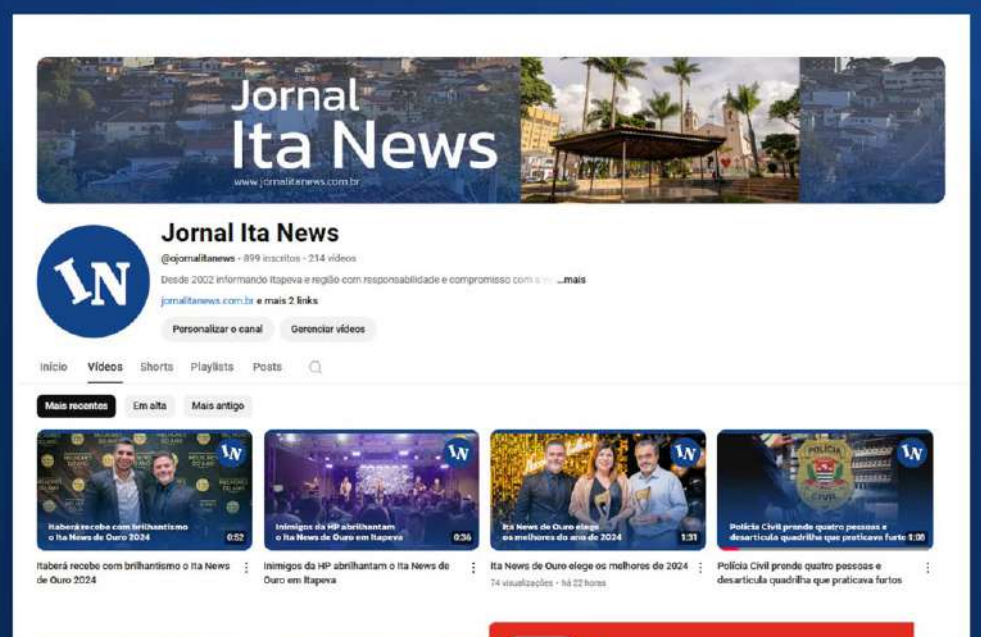 Jornal
Ita News
www.jornalitanews.com.br
IN
Jornal Ita News
@ojornalitanews - 899 inscritos - 214 vídeos
Desde 2002 informando Itapeva e região com responsabilidade e compromisso com a ...mais
jornalitanews.com.br e mais 2 links
Personalizar o canal Gerenciar vídeos
Início Vídeos Shorts Playlists Posts
Mais recentes Em alta Mais antigo
IN
Itaberá recebe com brilhantismo
o Ita News de Ouro 2024
0:52
IN
Inimigos da HP abrilhantam
o Ita News de Ouro em Itapeva
0:36
IN
Ita News de Ouro elege
os melhores do ano de 2024
1:31
IN
POLÍCIA
CIVIL
Polícia Civil prende quatro pessoas e
desarticula quadrilha que praticava furto
1:08
Itaberá recebe com brilhantismo o Ita News
de Ouro 2024
Inimigos da HP abrilhantam o Ita News de
Ouro em Itapeva
Ita News de Ouro elege os melhores de 2024
74 visualizações - há 22 horas
Polícia Civil prende quatro pessoas e
desarticula quadrilha que praticava furtos